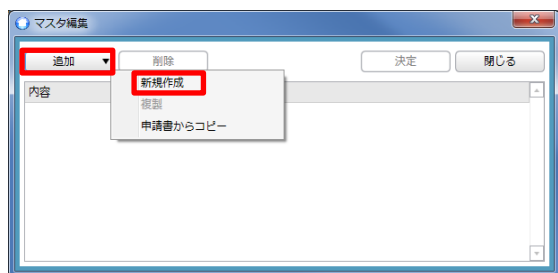 マスタ編集
追加 ▼ 削除 決定 閉じる
内容
新規作成
複製
申請書からコピー